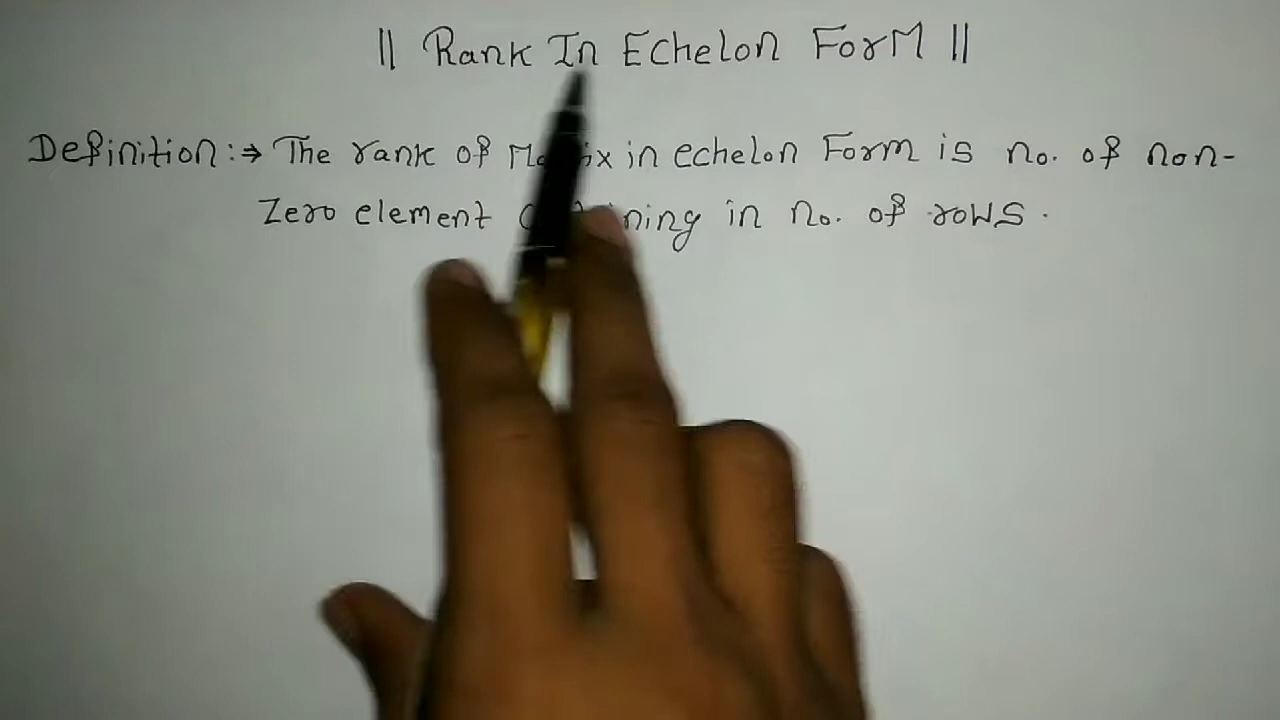 || Rank In Echelon Form ||
Definition :⇒ The rank of in echelon Form is no. of non-
Zero element in no. of rows.